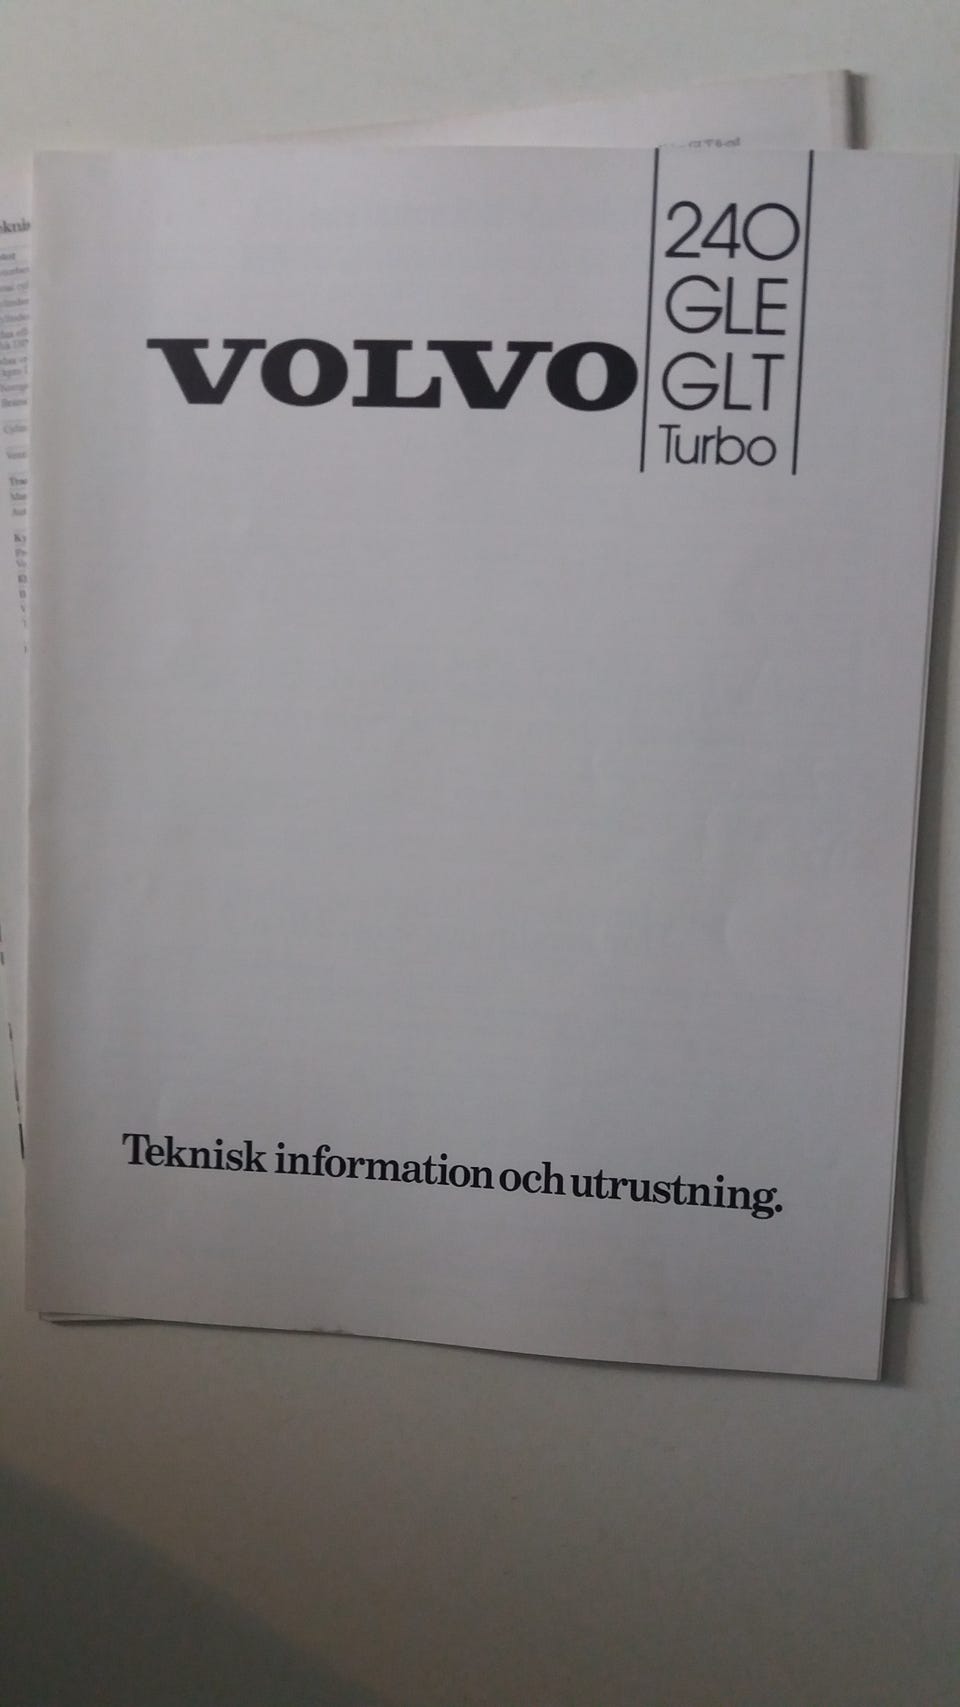 VOLVO
240
GLE
GLT
Turbo
Teknisk information och utrustning.